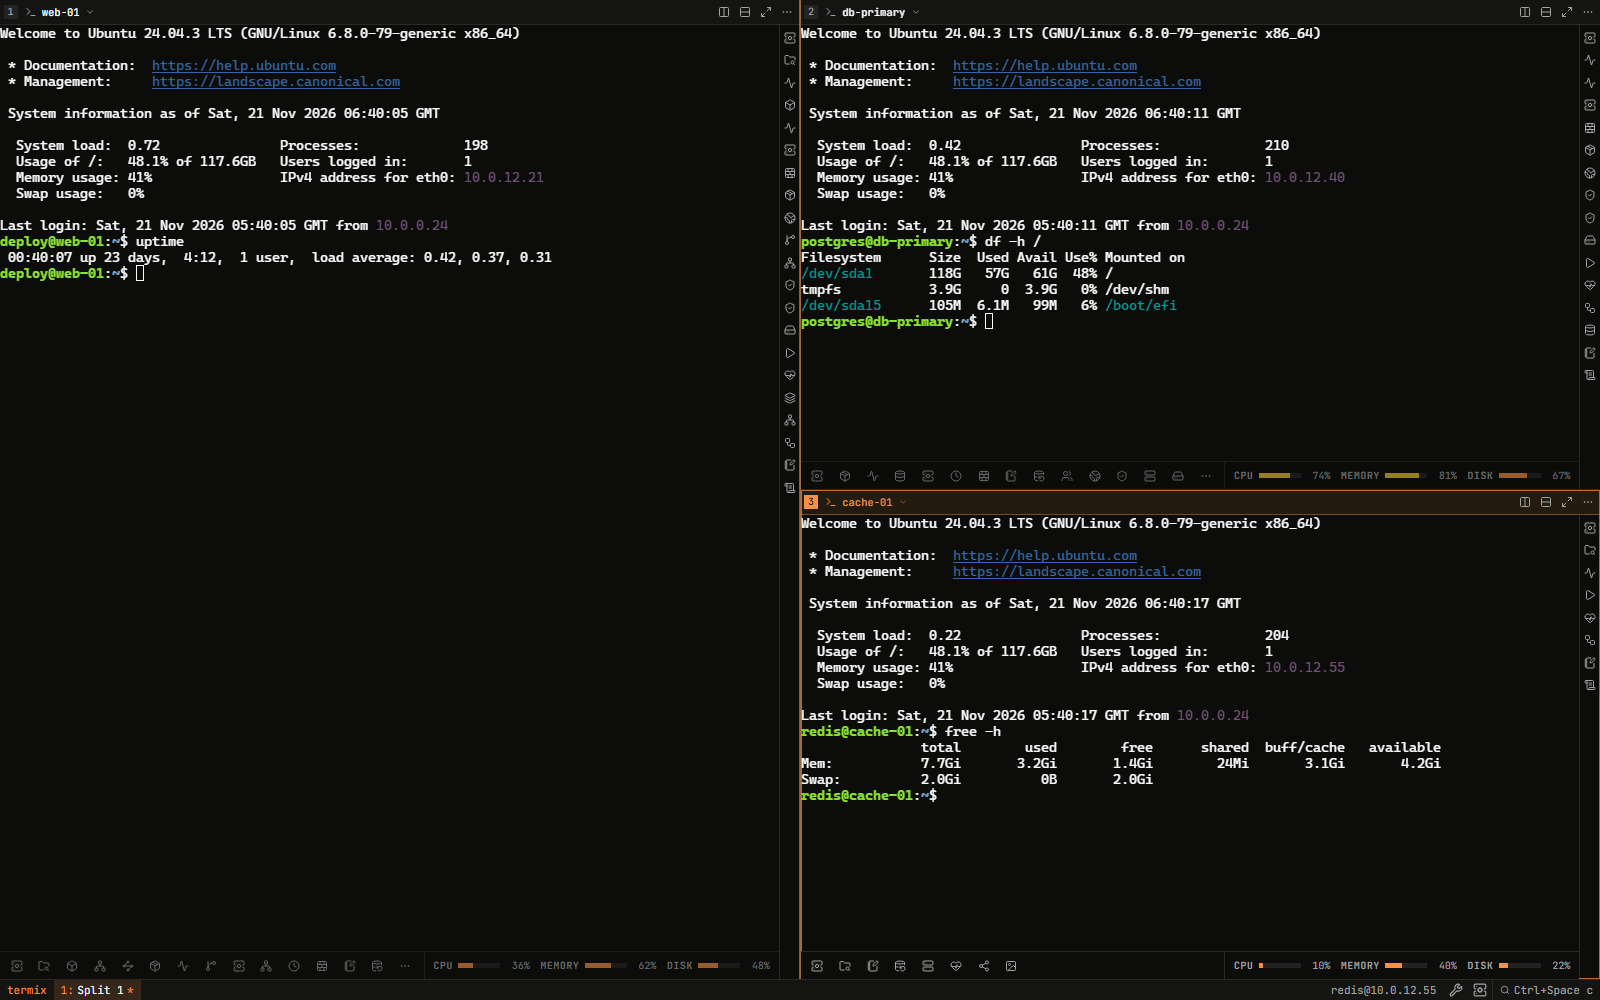 1 >_ web-01
Welcome to Ubuntu 24.04.3 LTS (GNU/Linux 6.8.0-79-generic x86_64)
* Documentation:  https://help.ubuntu.com
* Management:     https://landscape.canonical.com
System information as of Sat, 21 Nov 2026 06:40:05 GMT
System load:  0.72               Processes:             198
Usage of /:   48.1% of 117.6GB   Users logged in:       1
Memory usage: 41%                IPv4 address for eth0: 10.0.12.21
Swap usage:   0%
Last login: Sat, 21 Nov 2026 05:40:05 GMT from 10.0.0.24
deploy@web-01:~$ uptime
00:40:07 up 23 days,  4:12,  1 user,  load average: 0.42, 0.37, 0.31
deploy@web-01:~$
CPU 36% MEMORY 62% DISK 48%
2 >_ db-primary
Welcome to Ubuntu 24.04.3 LTS (GNU/Linux 6.8.0-79-generic x86_64)
* Documentation:  https://help.ubuntu.com
* Management:     https://landscape.canonical.com
System information as of Sat, 21 Nov 2026 06:40:11 GMT
System load:  0.42               Processes:             210
Usage of /:   48.1% of 117.6GB   Users logged in:       1
Memory usage: 41%                IPv4 address for eth0: 10.0.12.40
Swap usage:   0%
Last login: Sat, 21 Nov 2026 05:40:11 GMT from 10.0.0.24
postgres@db-primary:~$ df -h /
Filesystem      Size  Used Avail Use% Mounted on
/dev/sda1       118G   57G   61G  48% /
tmpfs           3.9G     0  3.9G   0% /dev/shm
/dev/sda15      105M  6.1M   99M   6% /boot/efi
postgres@db-primary:~$
CPU 74% MEMORY 81% DISK 67%
3 >_ cache-01
Welcome to Ubuntu 24.04.3 LTS (GNU/Linux 6.8.0-79-generic x86_64)
* Documentation:  https://help.ubuntu.com
* Management:     https://landscape.canonical.com
System information as of Sat, 21 Nov 2026 06:40:17 GMT
System load:  0.22               Processes:             204
Usage of /:   48.1% of 117.6GB   Users logged in:       1
Memory usage: 41%                IPv4 address for eth0: 10.0.12.55
Swap usage:   0%
Last login: Sat, 21 Nov 2026 05:40:17 GMT from 10.0.0.24
redis@cache-01:~$ free -h
total        used        free      shared  buff/cache   available
Mem:           7.7Gi       3.2Gi       1.4Gi        24Mi       3.1Gi       4.2Gi
Swap:          2.0Gi          0B       2.0Gi
redis@cache-01:~$
CPU 10% MEMORY 40% DISK 22%
termix 1: Split 1 * redis@10.0.12.55 Ctrl+Space c